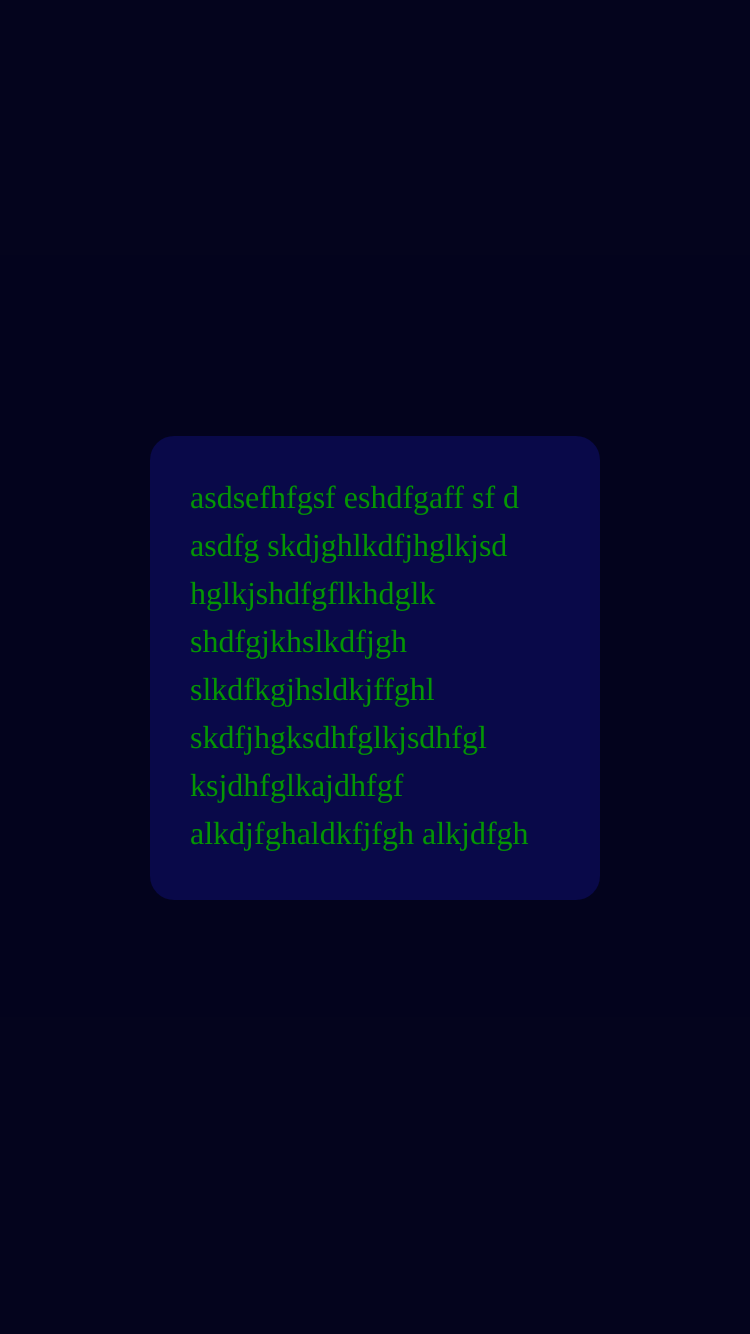 asdsefhfgsf eshdfgaff sf d
asdfg skdjghlkdfjhglkjsd
hglkjshdfgflkhdglk
shdfgjkhslkdfjgh
slkdfkgjhsldkjffghl
skdfjhgksdhfglkjsdhfgl
ksjdhfglkajdhfgf
alkdjfghaldkfjfgh alkjdfgh